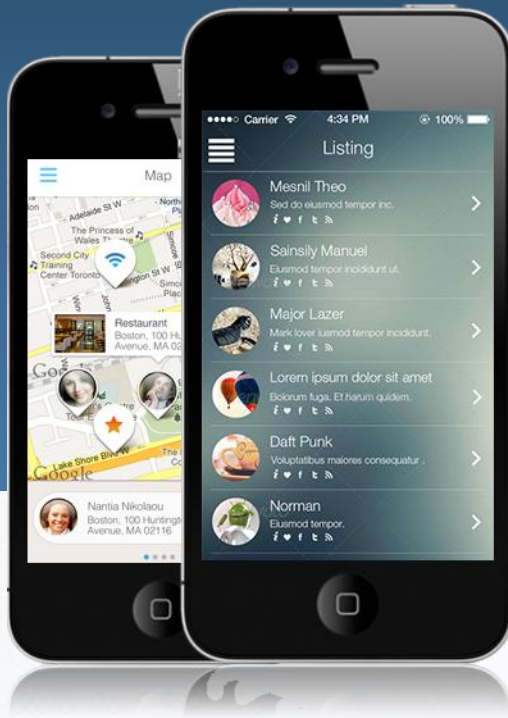 Map
Adelaide St W
The Princess of
Wales Theatre
Second City
Training
Center Toronto
Simcoe
Restaurant
Boston, 100 Hu
Avenue, MA 02
Google
Lake Shore Blvd W
Google
Nantia Nikolaou
Boston, 100 Hunting
Avenue, MA 02116
Carrier 4:34 PM 100%
Listing
Mesnil Theo
Sed do eiusmod tempor inc.
Sainsily Manuel
Eiusmod tempor incididunt ut.
Major Lazer
Mark lover iusmod tempor incididunt.
Lorem ipsum dolor sit amet
Bolorum fuga. Et harum quidem.
Daft Punk
Voluptatibus maiores consequatur .
Norman
Eiusmod tempor.